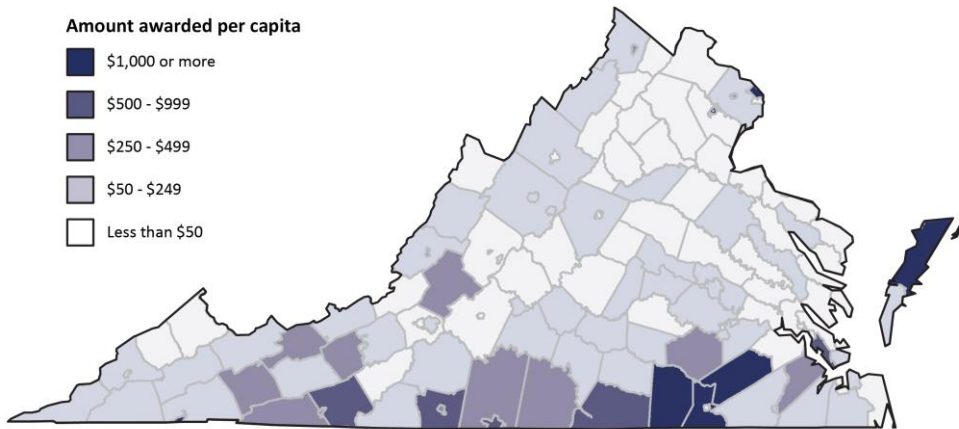 Amount awarded per capita
$1,000 or more
$500 - $999
$250 - $499
$50 - $249
Less than $50